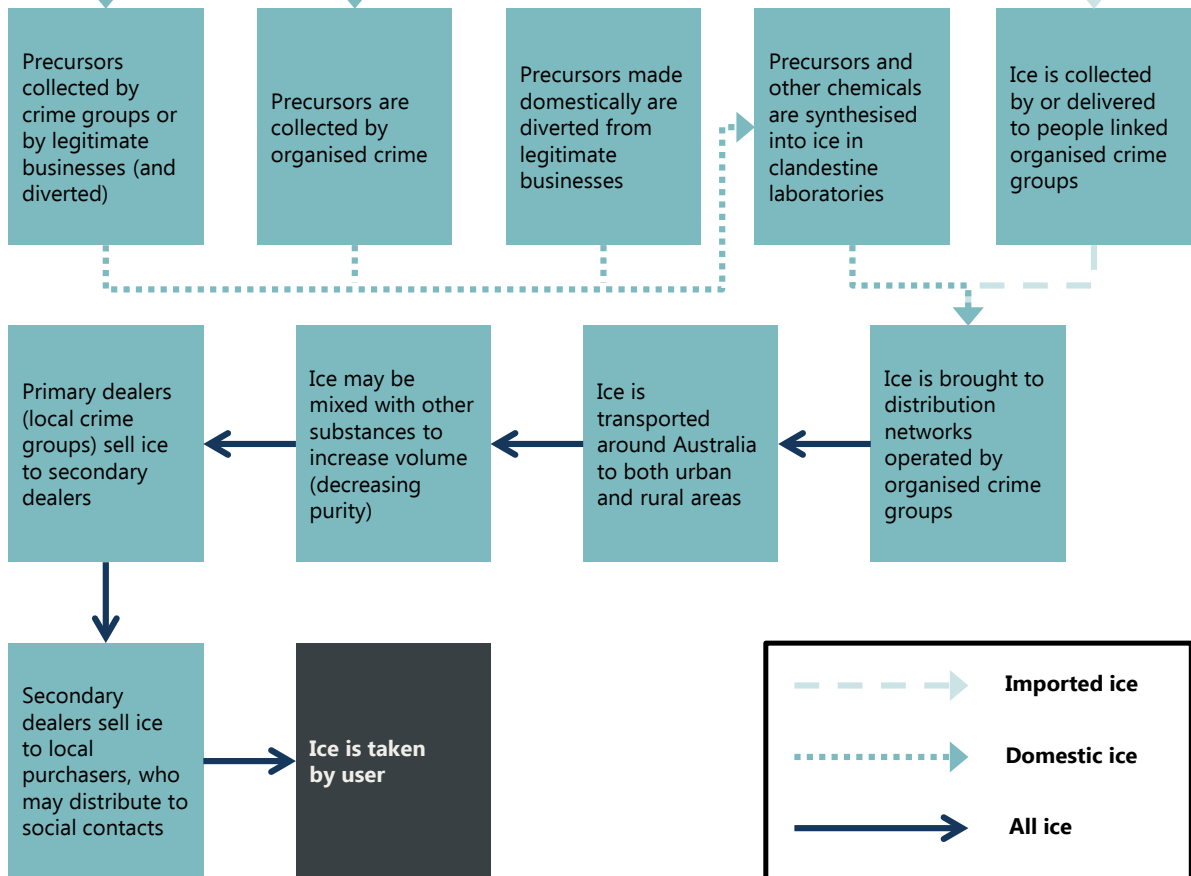 Precursors
collected by
crime groups or
by legitimate
businesses (and
diverted)
Precursors are
collected by
organised crime
Precursors made
domestically are
diverted from
legitimate
businesses
Precursors and
other chemicals
are synthesised
into ice in
clandestine
laboratories
Ice is collected
by or delivered
to people linked
organised crime
groups
Primary dealers
(local crime
groups) sell ice
to secondary
dealers
Ice may be
mixed with other
substances to
increase volume
(decreasing
purity)
Ice is
transported
around Australia
to both urban
and rural areas
Ice is brought to
distribution
networks
operated by
organised crime
groups
Secondary
dealers sell ice
to local
purchasers, who
may distribute to
social contacts
Ice is taken
by user
Imported ice
Domestic ice
All ice